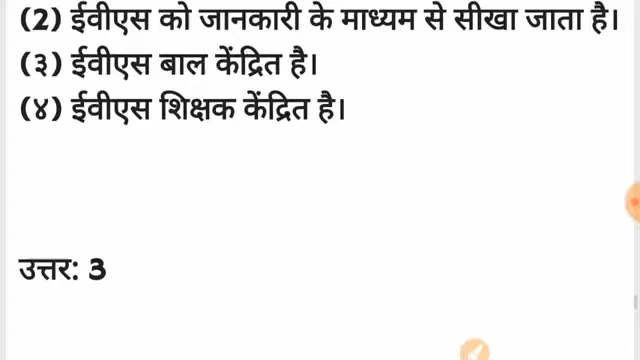 (2) ईवीएस को जानकारी के माध्यम से सीखा जाता है।
(३) ईवीएस बाल केंद्रित है।
(४) ईवीएस शिक्षक केंद्रित है।
उत्तर: 3